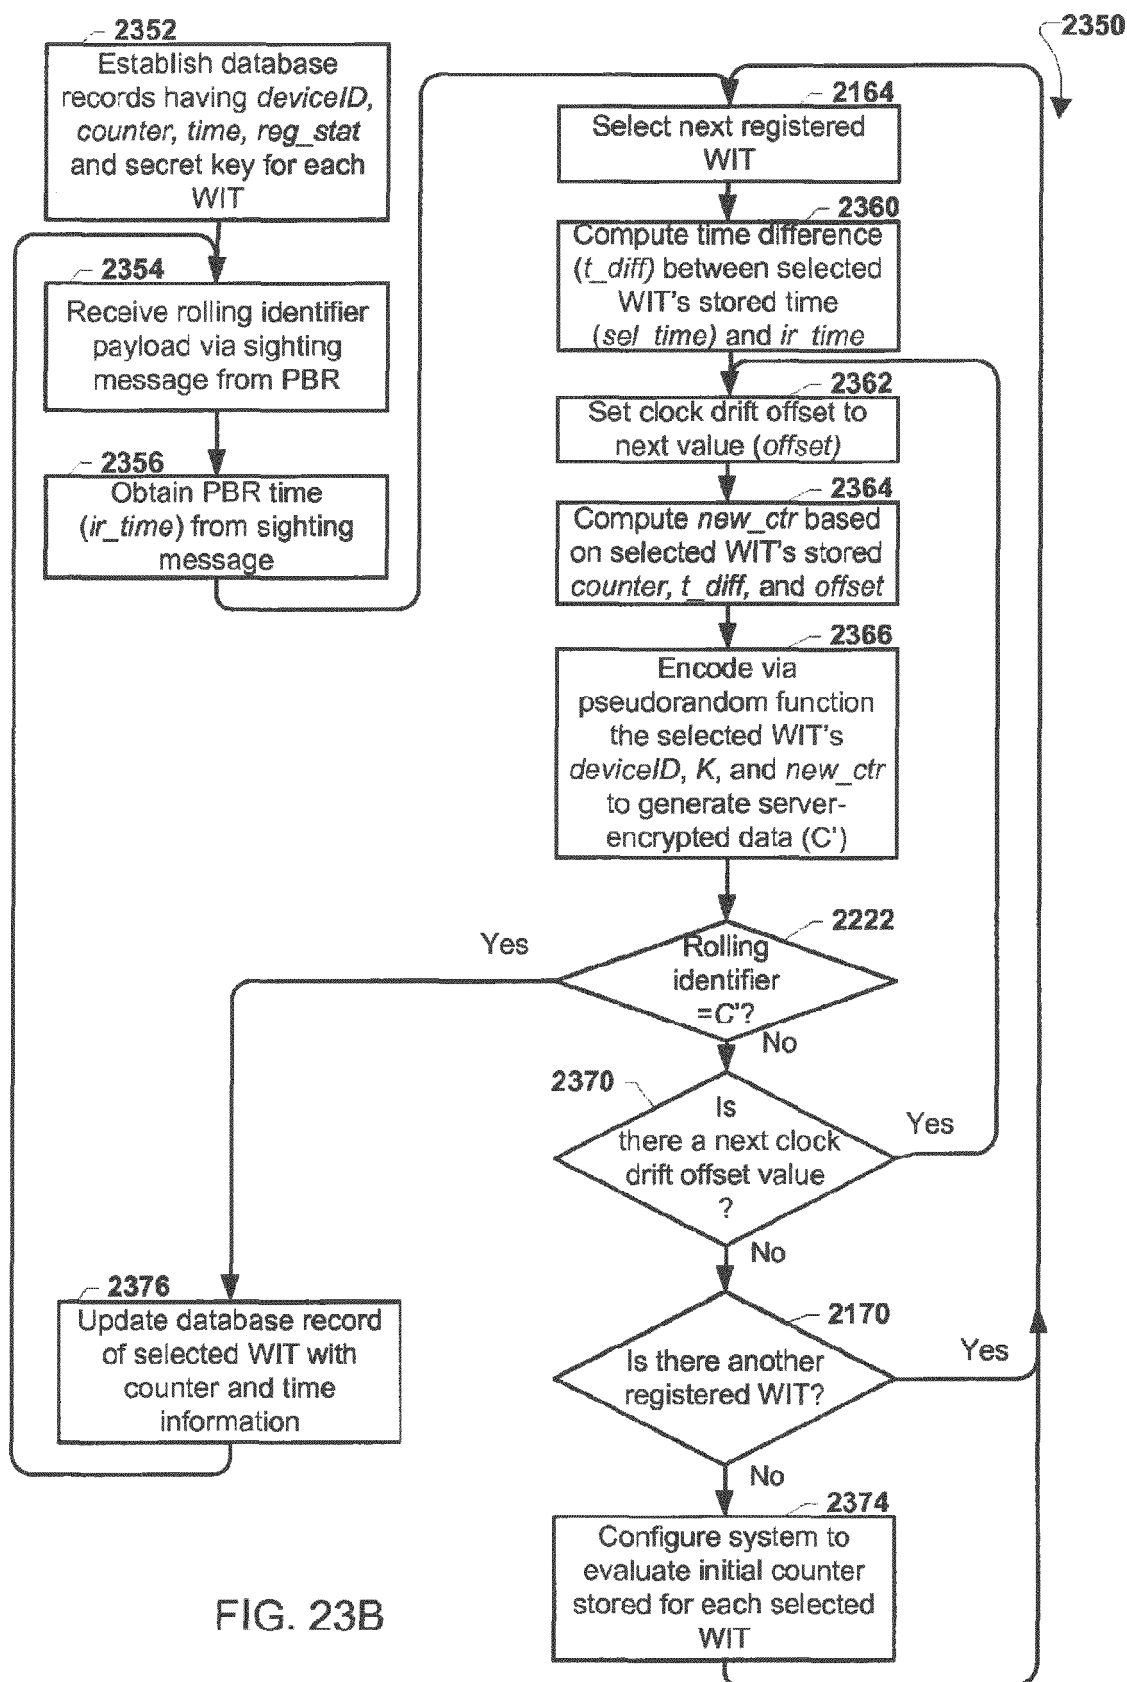 2350
2352
Establish database
records having deviceID,
counter, time, reg_stat
and secret key for each
WIT
2354
Receive rolling identifier
payload via sighting
message from PBR
2356
Obtain PBR time
(ir_time) from sighting
message
2164
Select next registered
WIT
2360
Compute time difference
(t_diff) between selected
WIT's stored time
(sel_time) and ir_time
2362
Set clock drift offset to
next value (offset)
2364
Compute new_ctr based
on selected WIT's stored
counter, t_diff, and offset
2366
Encode via
pseudorandom function
the selected WIT's
deviceID, K, and new_ctr
to generate server-
encrypted data (C')
2222
Rolling
identifier
=C'?
Yes
No
2370
Is
there a next clock
drift offset value
?
Yes
No
2376
Update database record
of selected WIT with
counter and time
information
2170
Is there another
registered WIT?
Yes
No
2374
Configure system to
evaluate initial counter
stored for each selected
WIT
FIG. 23B